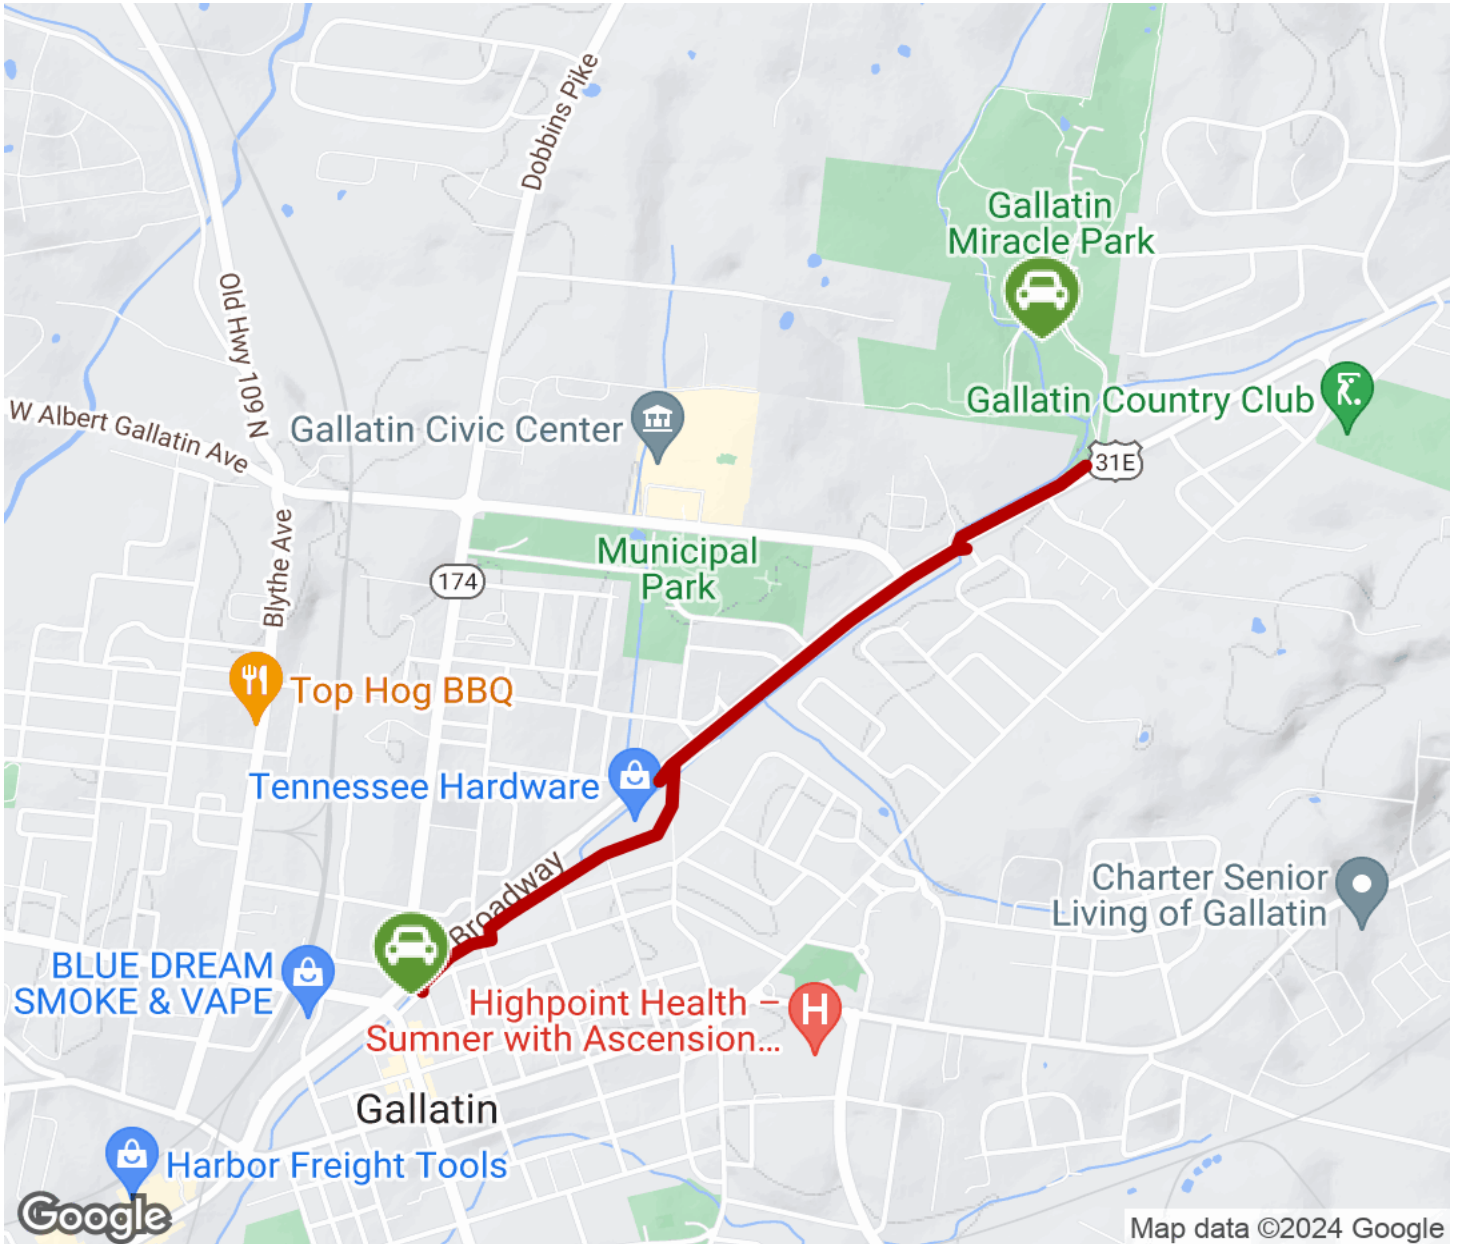 Dobbins Pike
Gallatin
Miracle Park
Old Hwy 109 N
Gallatin Country Club
W Albert Gallatin Ave
Gallatin Civic Center
31E
Blythe Ave
Municipal
Park
174
Top Hog BBQ
Tennessee Hardware
Broadway
Charter Senior
Living of Gallatin
BLUE DREAM
SMOKE & VAPE
Highpoint Health –
Sumner with Ascension...
H
Gallatin
Harbor Freight Tools
Google
Map data ©2024 Google